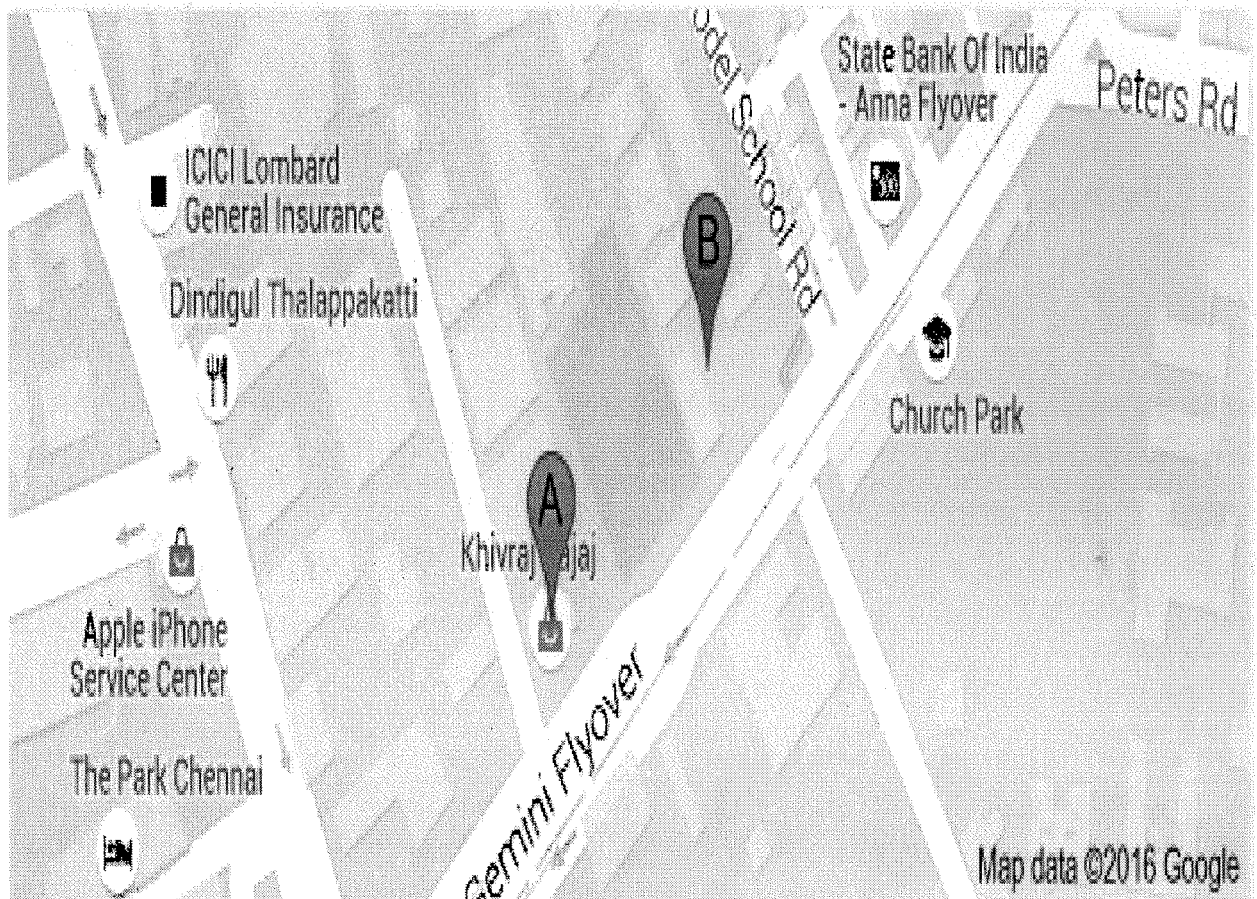 State Bank Of India
- Anna Flyover
Peters Rd
odel School Rd
ICICI Lombard
General Insurance
B
Dindigul Thalappakatti
Church Park
A
Khivraj
Apple iPhone
Service Center
Gemini Flyover
The Park Chennai
Map data ©2016 Google